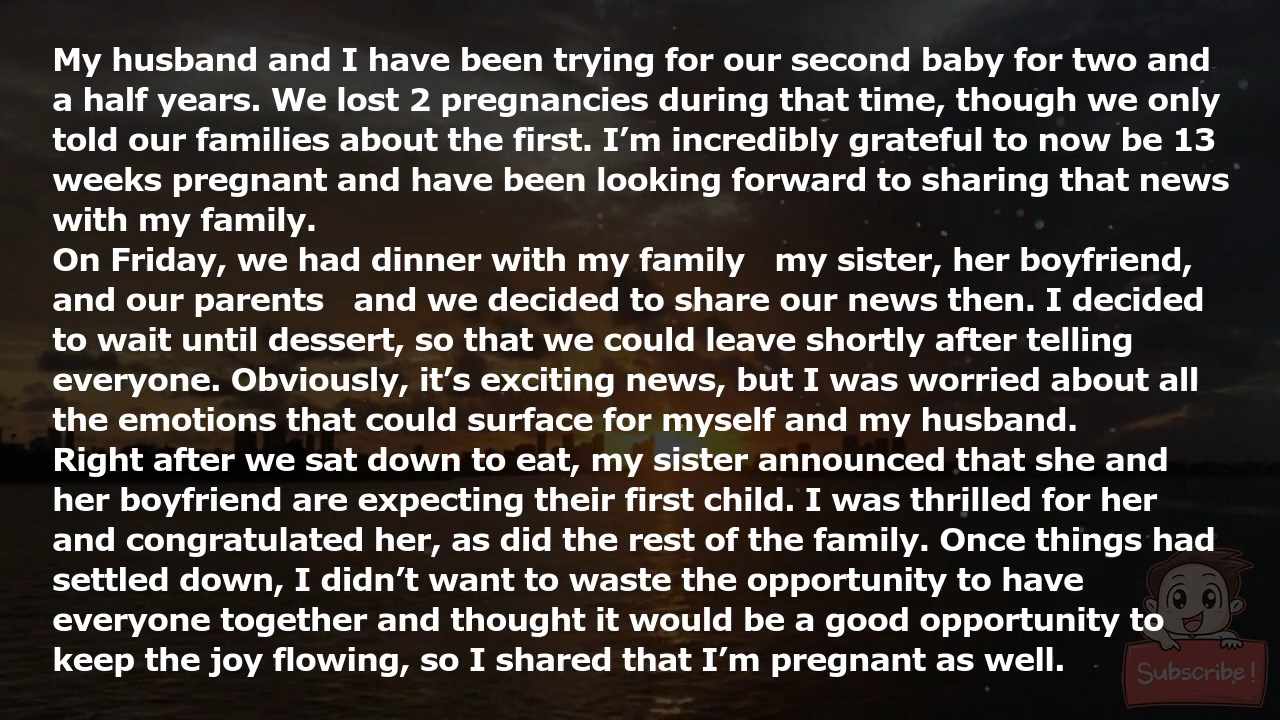 My husband and I have been trying for our second baby for two and
a half years. We lost 2 pregnancies during that time, though we only
told our families about the first. I’m incredibly grateful to now be 13
weeks pregnant and have been looking forward to sharing that news
with my family.
On Friday, we had dinner with my family   my sister, her boyfriend,
and our parents   and we decided to share our news then. I decided
to wait until dessert, so that we could leave shortly after telling
everyone. Obviously, it’s exciting news, but I was worried about all
the emotions that could surface for myself and my husband.
Right after we sat down to eat, my sister announced that she and
her boyfriend are expecting their first child. I was thrilled for her
and congratulated her, as did the rest of the family. Once things had
settled down, I didn’t want to waste the opportunity to have
everyone together and thought it would be a good opportunity to
keep the joy flowing, so I shared that I’m pregnant as well.
Subscribe!